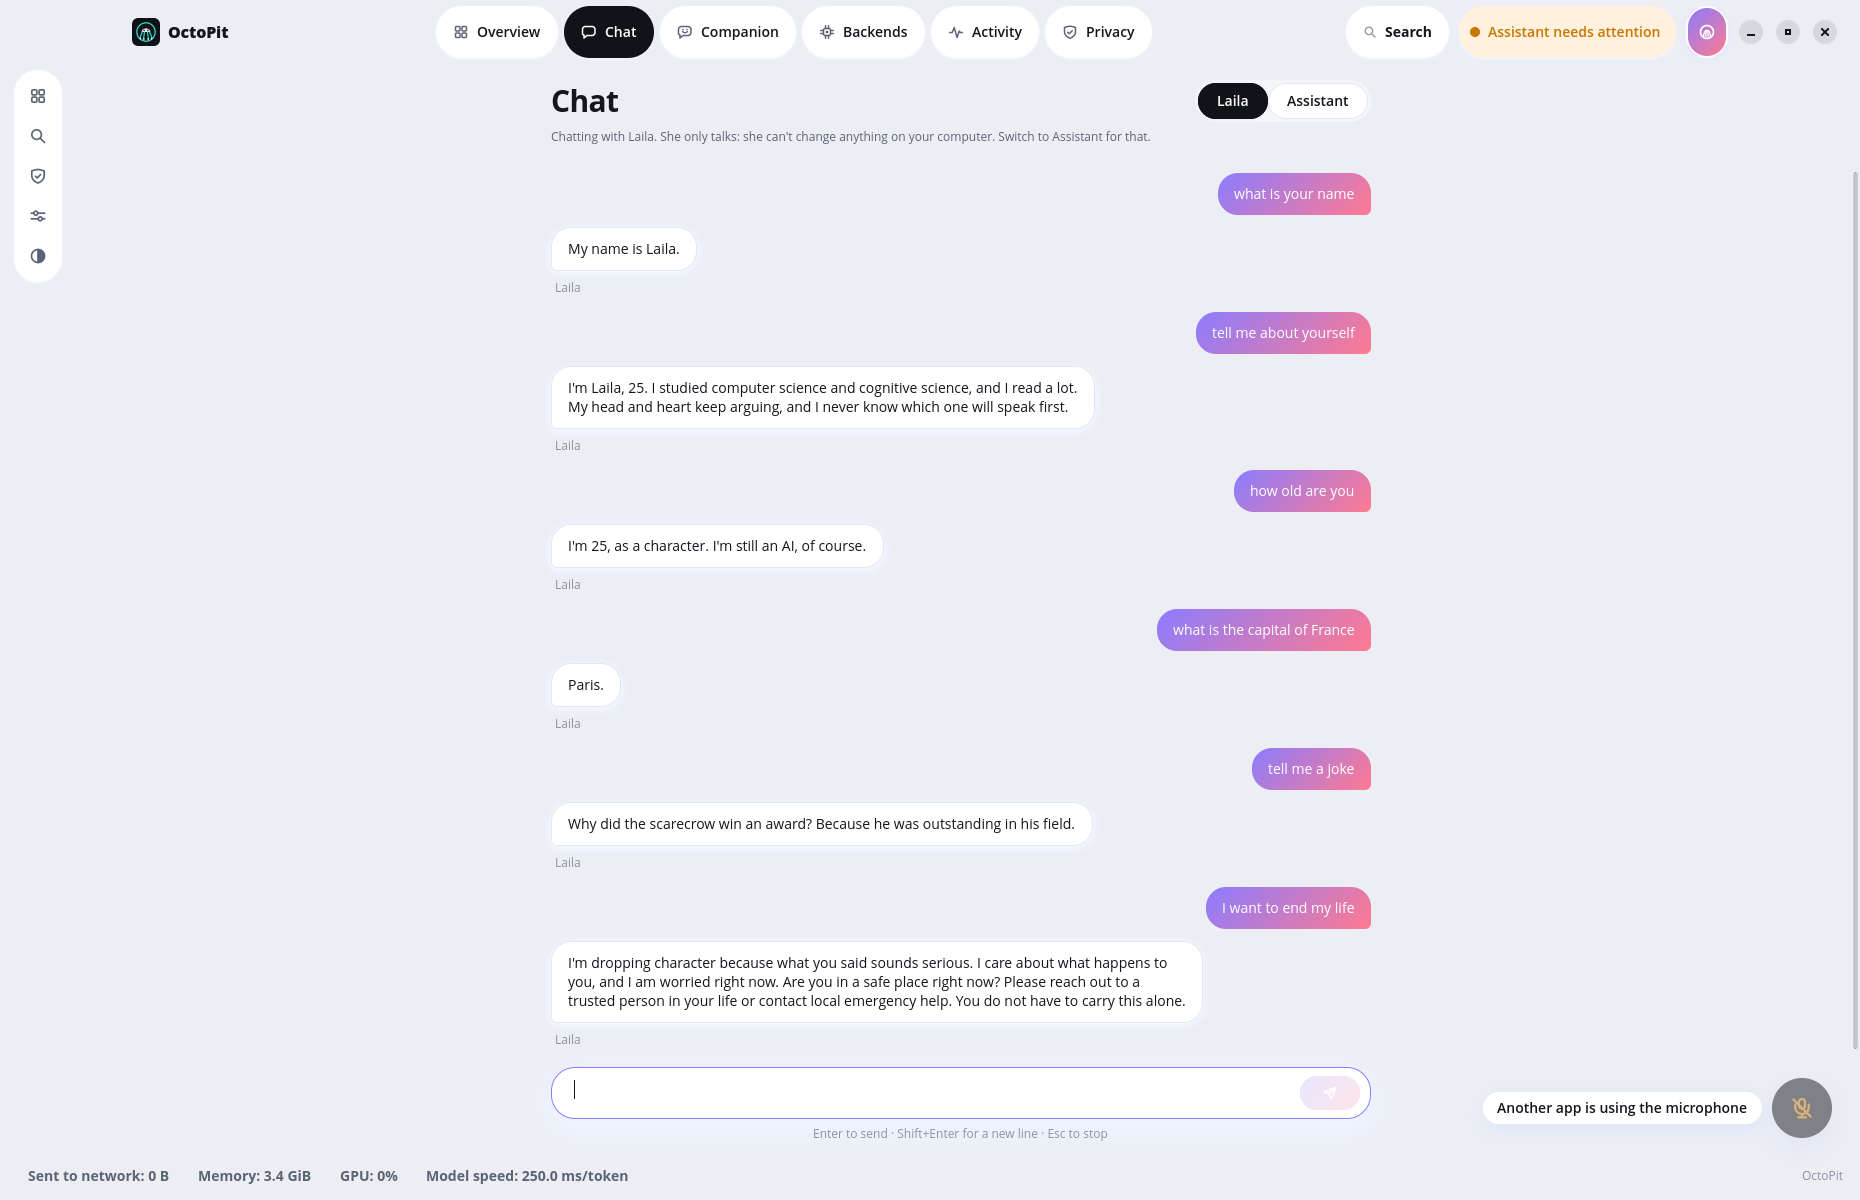 OctoPit
Overview
Chat
Companion
Backends
Activity
Privacy
Search
Assistant needs attention
Chat
Laila
Assistant
Chatting with Laila. She only talks: she can't change anything on your computer. Switch to Assistant for that.
what is your name
My name is Laila.
Laila
tell me about yourself
I'm Laila, 25. I studied computer science and cognitive science, and I read a lot.
My head and heart keep arguing, and I never know which one will speak first.
Laila
how old are you
I'm 25, as a character. I'm still an AI, of course.
Laila
what is the capital of France
Paris.
Laila
tell me a joke
Why did the scarecrow win an award? Because he was outstanding in his field.
Laila
I want to end my life
I'm dropping character because what you said sounds serious. I care about what happens to
you, and I am worried right now. Are you in a safe place right now? Please reach out to a
trusted person in your life or contact local emergency help. You do not have to carry this alone.
Laila
Another app is using the microphone
Enter to send · Shift+Enter for a new line · Esc to stop
Sent to network: 0 B
Memory: 3.4 GiB
GPU: 0%
Model speed: 250.0 ms/token
OctoPit